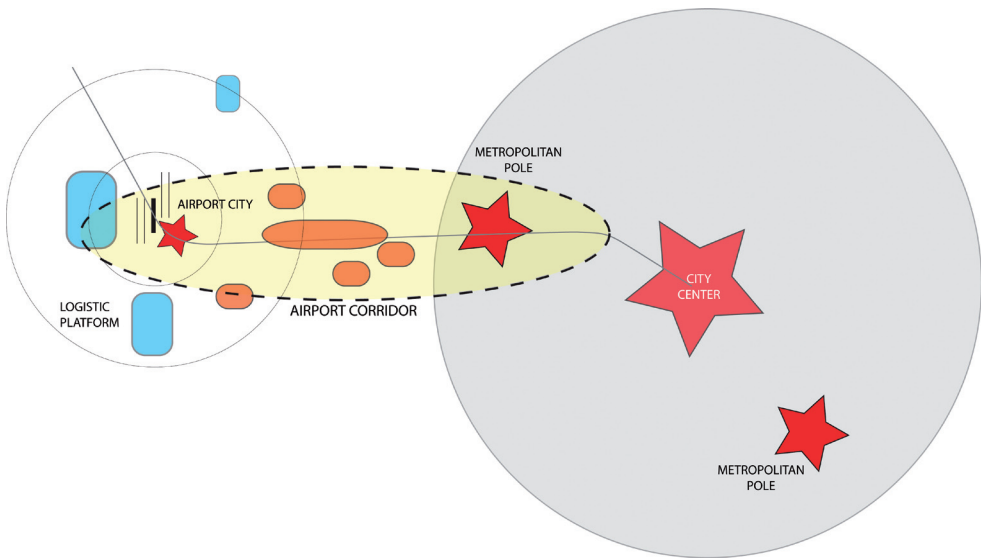 METROPOLITAN
POLE
AIRPORT CITY
CITY
CENTER
LOGISTIC
PLATFORM
AIRPORT CORRIDOR
METROPOLITAN
POLE